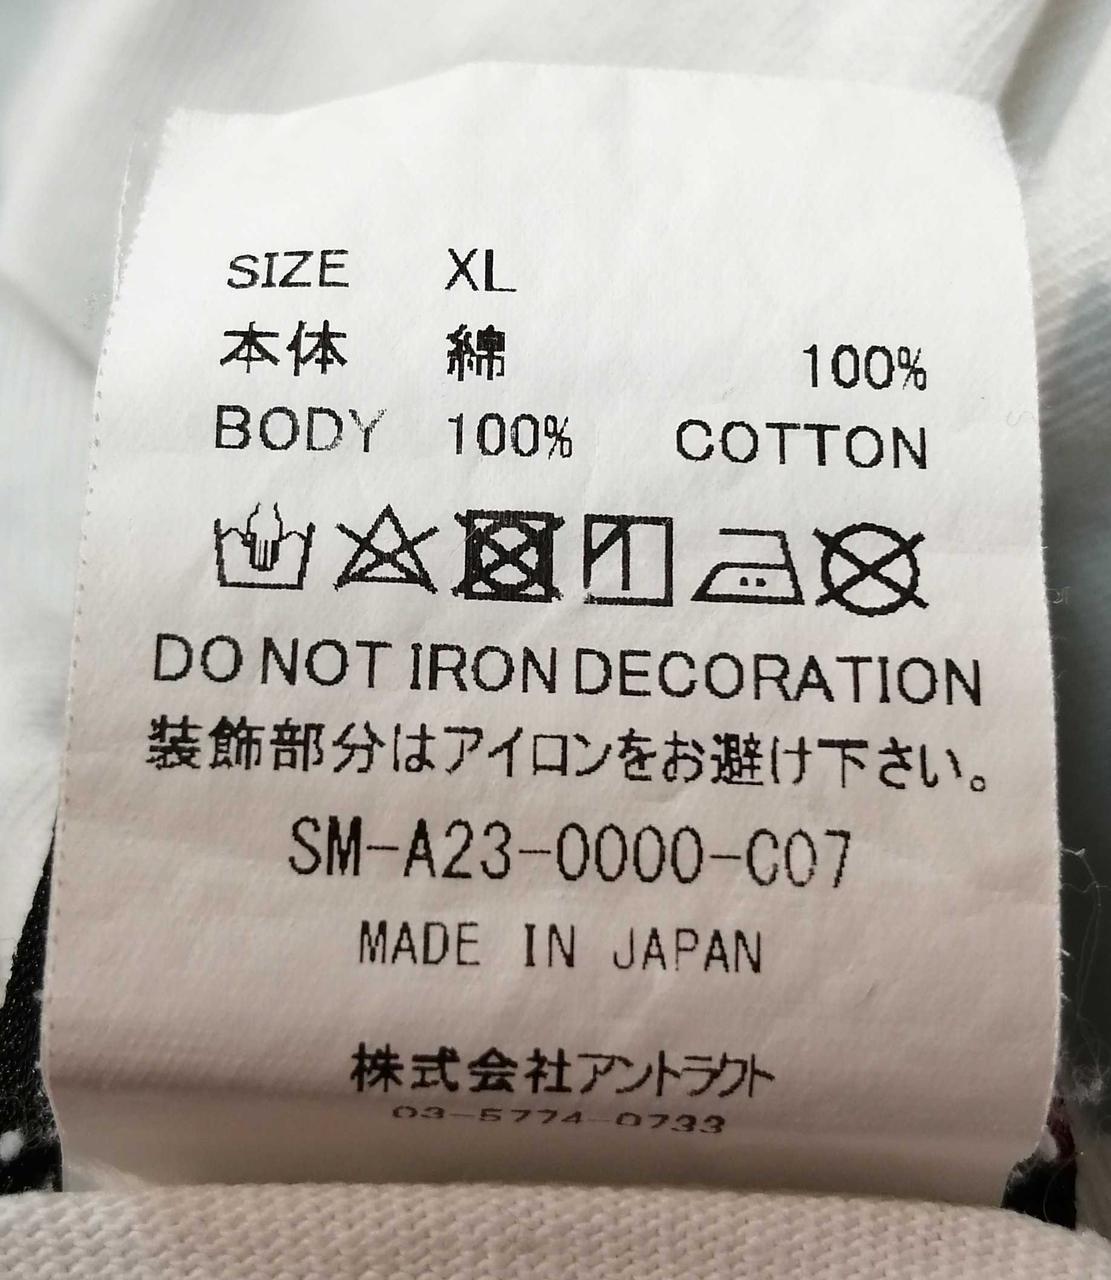 SIZE XL
本体 綿 100%
BODY 100% COTTON
DO NOT IRON DECORATION
装飾部分はアイロンをお避け下さい。
SM-A23-0000-C07
MADE IN JAPAN
株式会社アントラクト
03-5774-0733